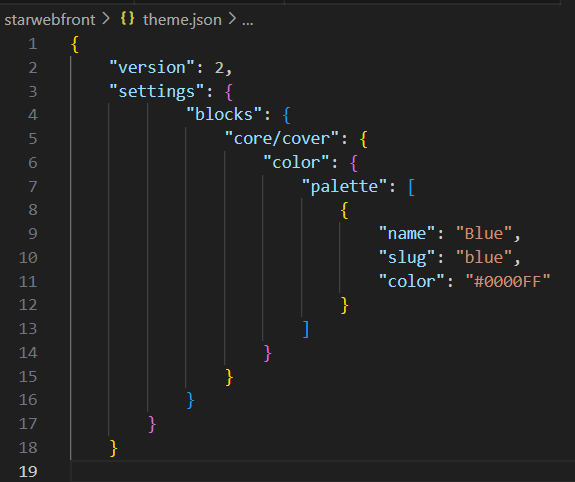 starwebfront > {} theme.json > ...
1 {
2 "version": 2,
3 "settings": {
4 "blocks": {
5 "core/cover": {
6 "color": {
7 "palette": [
8 {
9 "name": "Blue",
10 "slug": "blue",
11 "color": "#0000FF"
12 }
13 ]
14 }
15 }
16 }
17 }
18 }
19